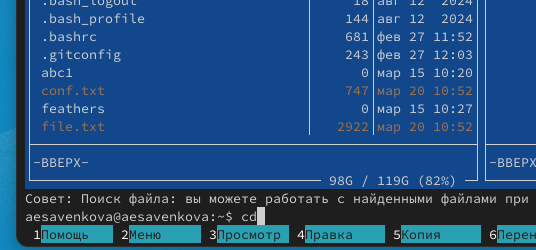 .bash_logout 18 авг 12 2024
.bash_profile 144 авг 12 2024
.bashrc 681 фев 27 11:52
.gitconfig 243 фев 27 12:03
abc1 0 мар 15 10:20
conf.txt 747 мар 20 10:52
feathers 0 мар 15 10:27
file.txt 2922 мар 20 10:52
-ВВЕРХ- -ВВЕРХ
98G / 119G (82%)
Совет: Поиск файла: вы можете работать с найденными файлами при
aesavenkova@aesavenkova:~$ cd
1Помощь 2Меню 3Просмотр 4Правка 5Копия 6Перен